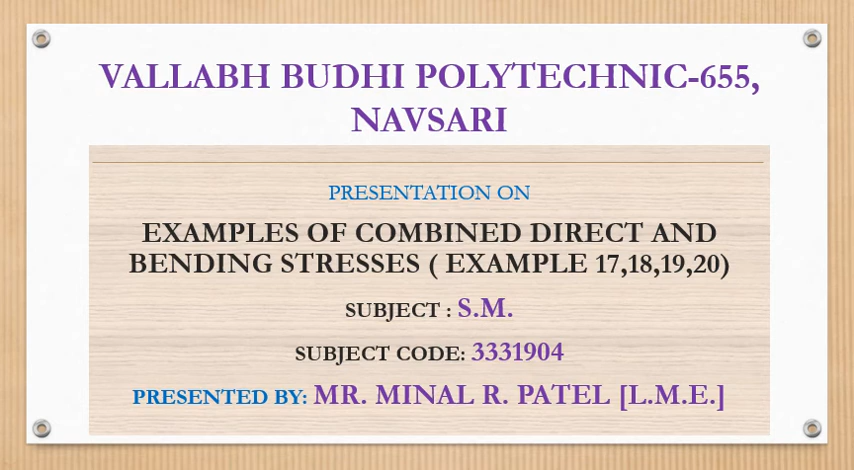 VALLABH BUDHI POLYTECHNIC-655,
NAVSARI
PRESENTATION ON
EXAMPLES OF COMBINED DIRECT AND
BENDING STRESSES ( EXAMPLE 17,18,19,20)
SUBJECT : S.M.
SUBJECT CODE: 3331904
PRESENTED BY: MR. MINAL R. PATEL [L.M.E.]